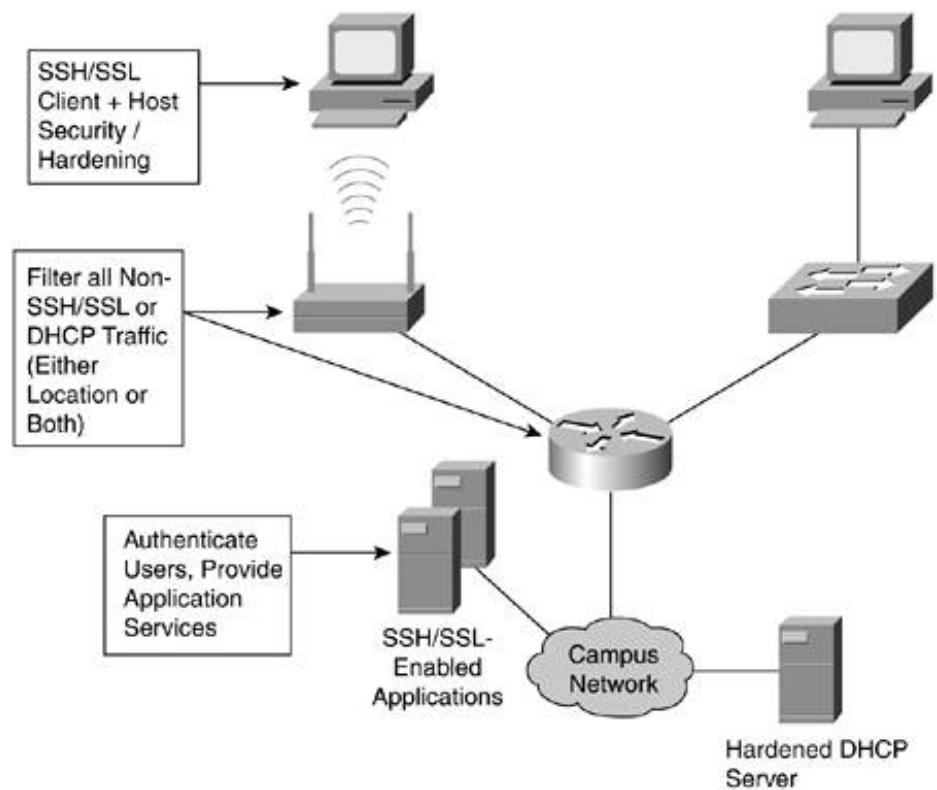 SSH/SSL
Client + Host
Security /
Hardening
Filter all Non-
SSH/SSL or
DHCP Traffic
(Either
Location or
Both)
Authenticate
Users, Provide
Application
Services
SSH/SSL-
Enabled
Applications
Campus
Network
Hardened DHCP
Server